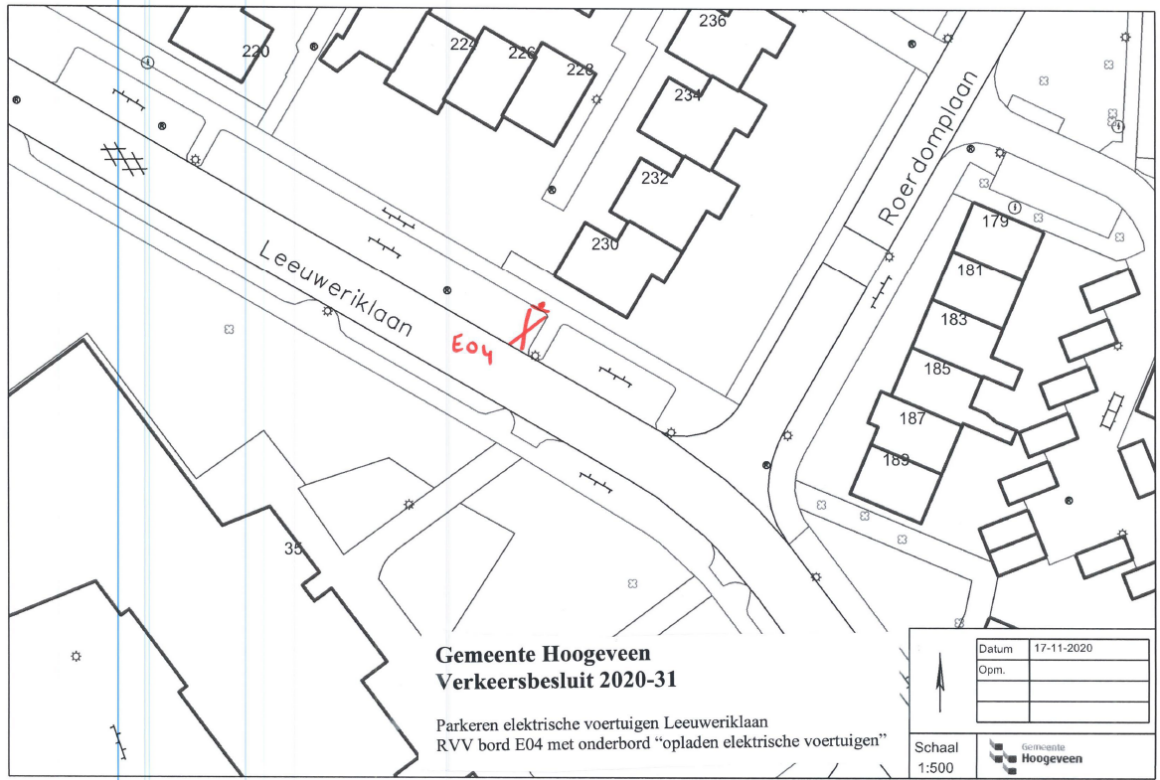 220
224
226
228
236
234
232
230
Roerdomplaan
179
181
183
185
187
189
Leeuweriklaan
E04
35
Gemeente Hoogeveen
Verkeersbesluit 2020-31
Parkeren elektrische voertuigen Leeuweriklaan
RVV bord E04 met onderbord “opladen elektrische voertuigen”
Datum 17-11-2020
Opm.
Schaal
1:500
Gemeente
Hoogeveen